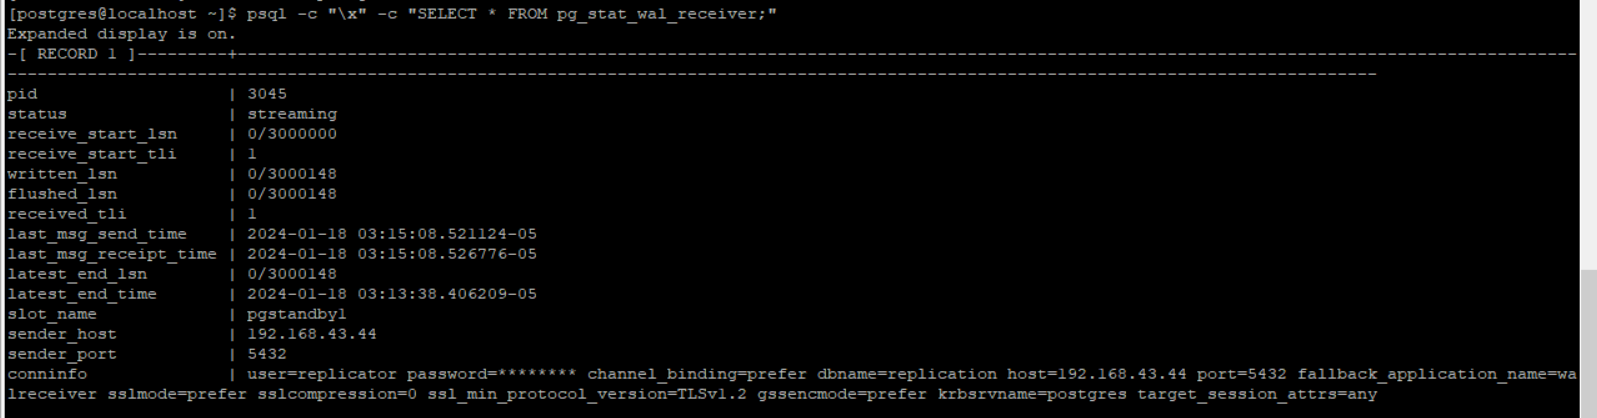 [postgres@localhost ~]$ psql -c "\x" -c "SELECT * FROM pg_stat_wal_receiver;"
Expanded display is on.
-[ RECORD 1 ]---------+--------------------------------------------------------------------------------------------------------------------------------------
-----------------------------------------------------------------------------------------------------------------------------------------
pid                   | 3045
status                | streaming
receive_start_lsn     | 0/3000000
receive_start_tli     | 1
written_lsn           | 0/3000148
flushed_lsn           | 0/3000148
received_tli          | 1
last_msg_send_time    | 2024-01-18 03:15:08.521124-05
last_msg_receipt_time | 2024-01-18 03:15:08.526776-05
latest_end_lsn        | 0/3000148
latest_end_time       | 2024-01-18 03:13:38.406209-05
slot_name             | pgstandby1
sender_host           | 192.168.43.44
sender_port           | 5432
conninfo              | user=replicator password=******** channel_binding=prefer dbname=replication host=192.168.43.44 port=5432 fallback_application_name=wa
lreceiver sslmode=prefer sslcompression=0 ssl_min_protocol_version=TLSv1.2 gssencmode=prefer krbsrvname=postgres target_session_attrs=any